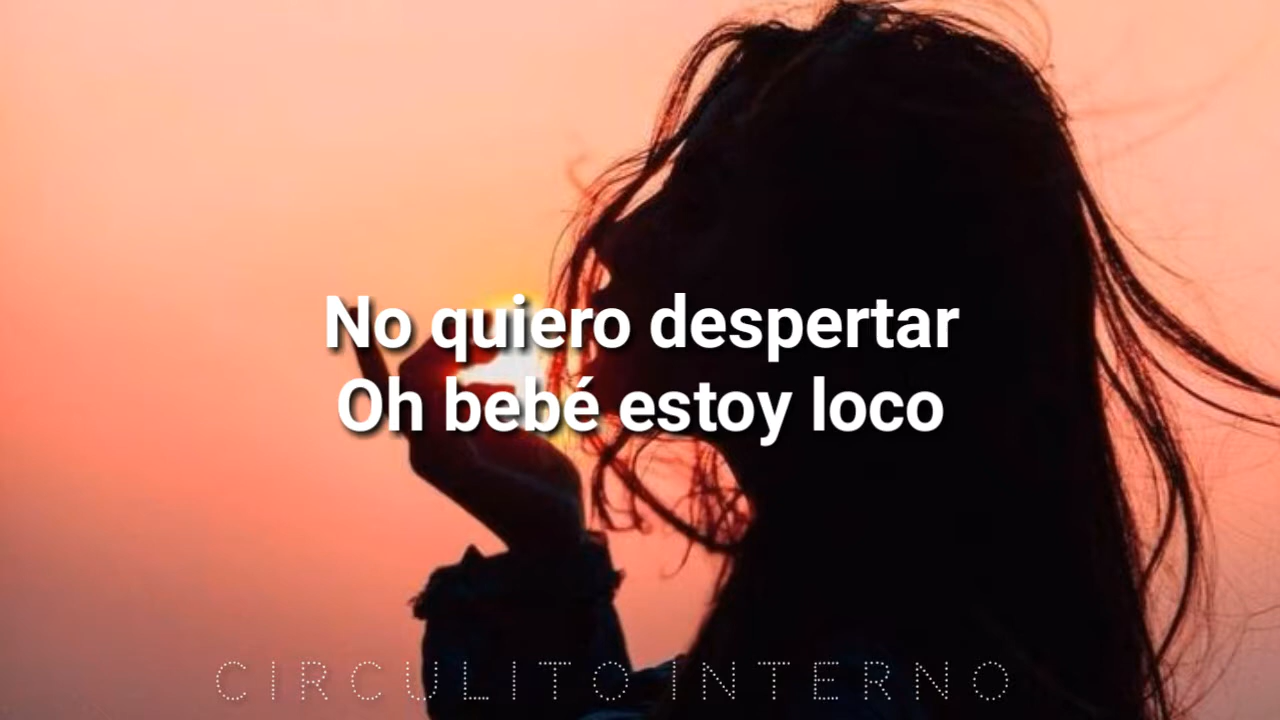 No quiero despertar
Oh bebé estoy loco
CIRCULITO INTERNO